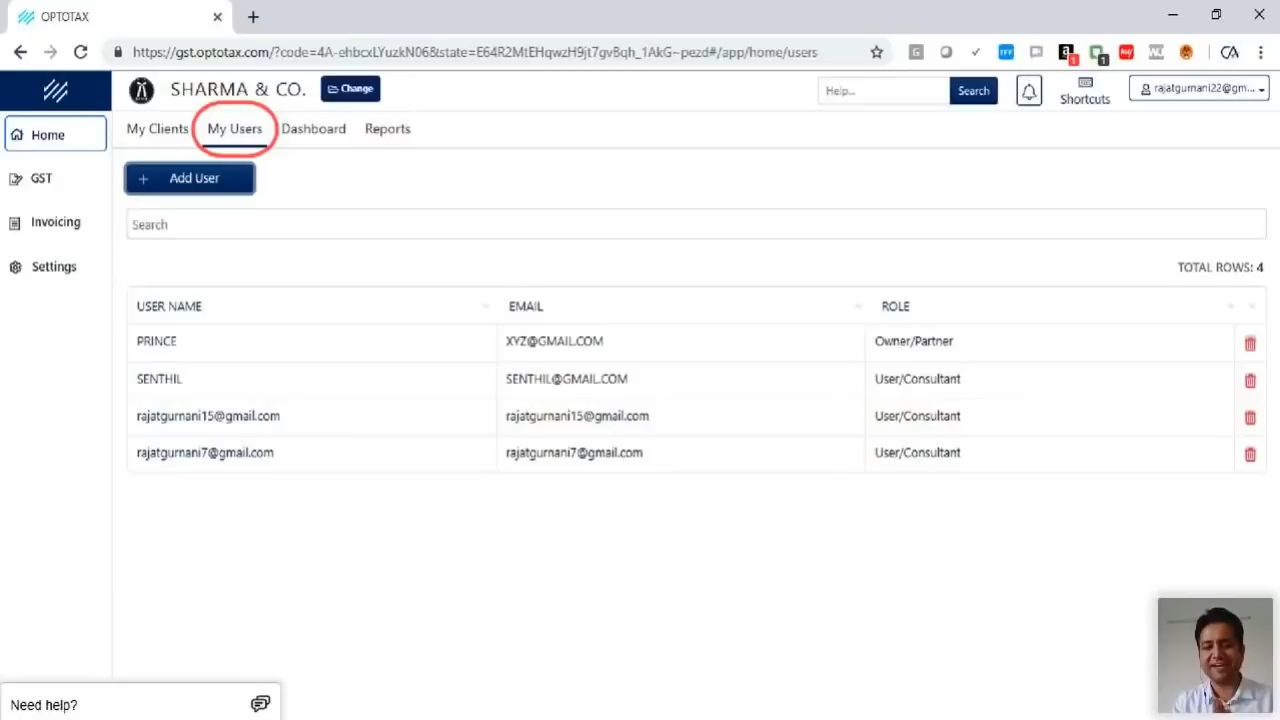 OPTOTAX
https://gst.optotax.com/?code=4A-ehbcxLYuzkN06&state=E64R2MtEHqwzH9jt7gvBqh_1AkG~pezd#/app/home/users
SHARMA & CO.
Change
Help...
Search
Shortcuts
rajatgurnani22@gm...
My Clients
My Users
Dashboard
Reports
Home
GST
Invoicing
Settings
+ Add User
Search
TOTAL ROWS: 4
USER NAME EMAIL ROLE
PRINCE XYZ@GMAIL.COM Owner/Partner
SENTHIL SENTHIL@GMAIL.COM User/Consultant
rajatgurnani15@gmail.com rajatgurnani15@gmail.com User/Consultant
rajatgurnani7@gmail.com rajatgurnani7@gmail.com User/Consultant
Need help?